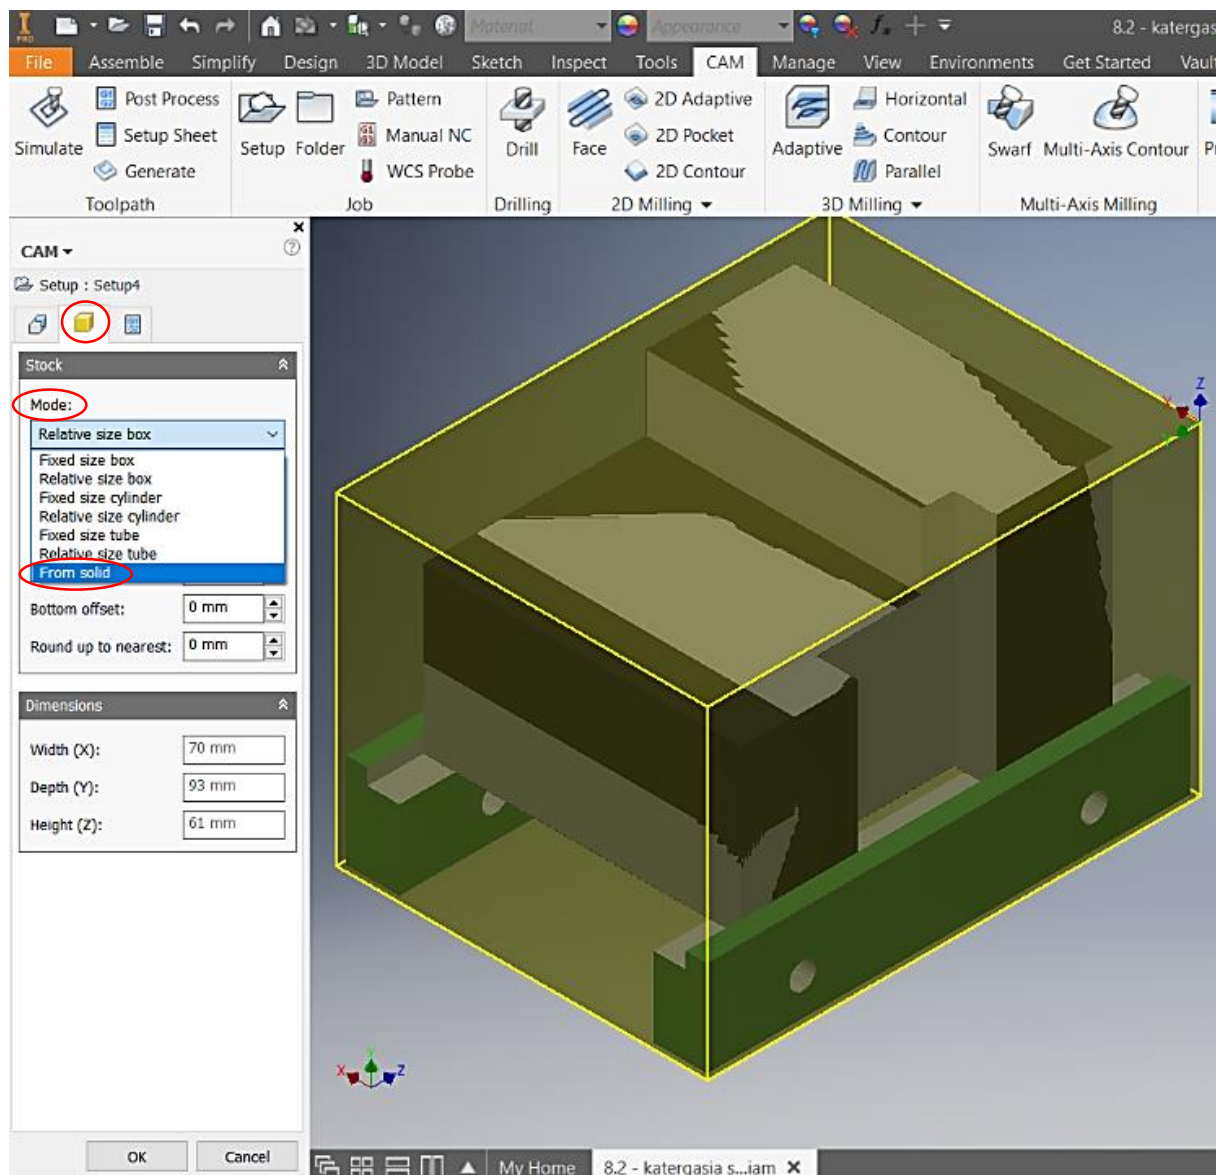 PRO
Material
Appearance
8.2 - katergas
File Assemble Simplify Design 3D Model Sketch Inspect Tools CAM Manage View Environments Get Started Vault
Post Process Pattern 2D Adaptive Horizontal
Setup Sheet Manual NC 2D Pocket Contour
Simulate Setup Folder Drill Face Adaptive Swarf Multi-Axis Contour
Generate WCS Probe 2D Contour Parallel
Toolpath Job Drilling 2D Milling 3D Milling Multi-Axis Milling
CAM
Setup : Setup4
Stock
Mode:
Relative size box
Fixed size box
Relative size box
Fixed size cylinder
Relative size cylinder
Fixed size tube
Relative size tube
From solid
Bottom offset: 0 mm
Round up to nearest: 0 mm
Dimensions
Width (X): 70 mm
Depth (Y): 93 mm
Height (Z): 61 mm
OK Cancel
Z
X
Y
X Y Z
My Home 8.2 - katergasia s...iam